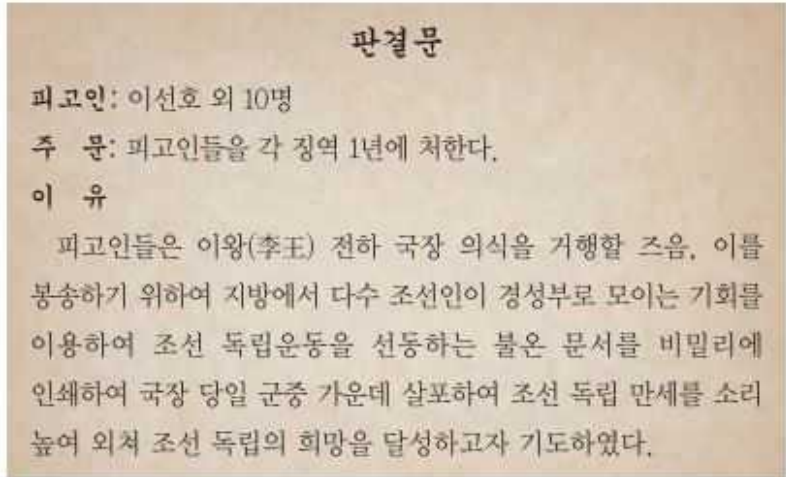 판결문
피고인: 이선호 외 10명
주 문: 피고인들을 각 징역 1년에 처한다.
이 유
피고인들은 이왕(李王) 전하 국장 의식을 거행할 즈음, 이를
봉송하기 위하여 지방에서 다수 조선인이 경성부로 모이는 기회를
이용하여 조선 독립운동을 선동하는 불온 문서를 비밀리에
인쇄하여 국장 당일 군중 가운데 살포하여 조선 독립 만세를 소리
높여 외쳐 조선 독립의 희망을 달성하고자 기도하였다.